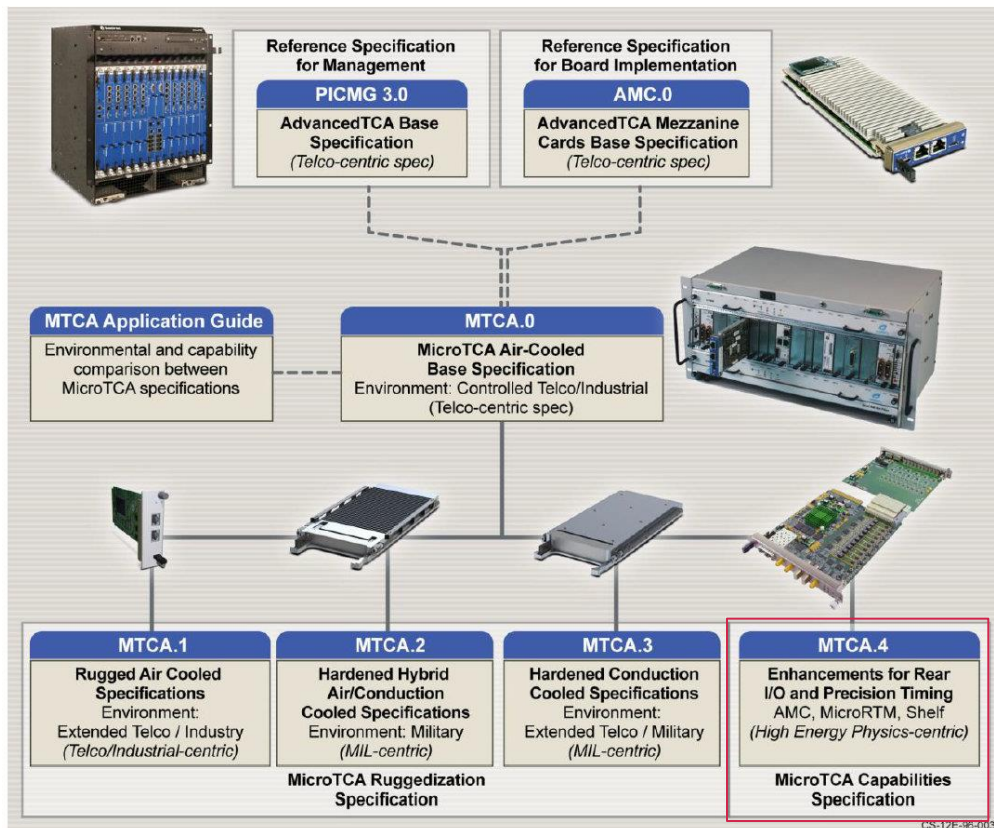 Reference Specification
for Management
PICMG 3.0
AdvancedTCA Base
Specification
(Telco-centric spec)
Reference Specification
for Board Implementation
AMC.0
AdvancedTCA Mezzanine
Cards Base Specification
(Telco-centric spec)
MTCA Application Guide
Environmental and capability
comparison between
MicroTCA specifications
MTCA.0
MicroTCA Air-Cooled
Base Specification
Environment: Controlled Telco/Industrial
(Telco-centric spec)
MTCA.1
Rugged Air Cooled
Specifications
Environment:
Extended Telco / Industry
(Telco/Industrial-centric)
MTCA.2
Hardened Hybrid
Air/Conduction
Cooled Specifications
Environment: Military
(MIL-centric)
MTCA.3
Hardened Conduction
Cooled Specifications
Environment:
Extended Telco / Military
(MIL-centric)
MicroTCA Ruggedization
Specification
MTCA.4
Enhancements for Rear
I/O and Precision Timing
AMC, MicroRTM, Shelf
(High Energy Physics-centric)
MicroTCA Capabilities
Specification
CS-12E-96-003